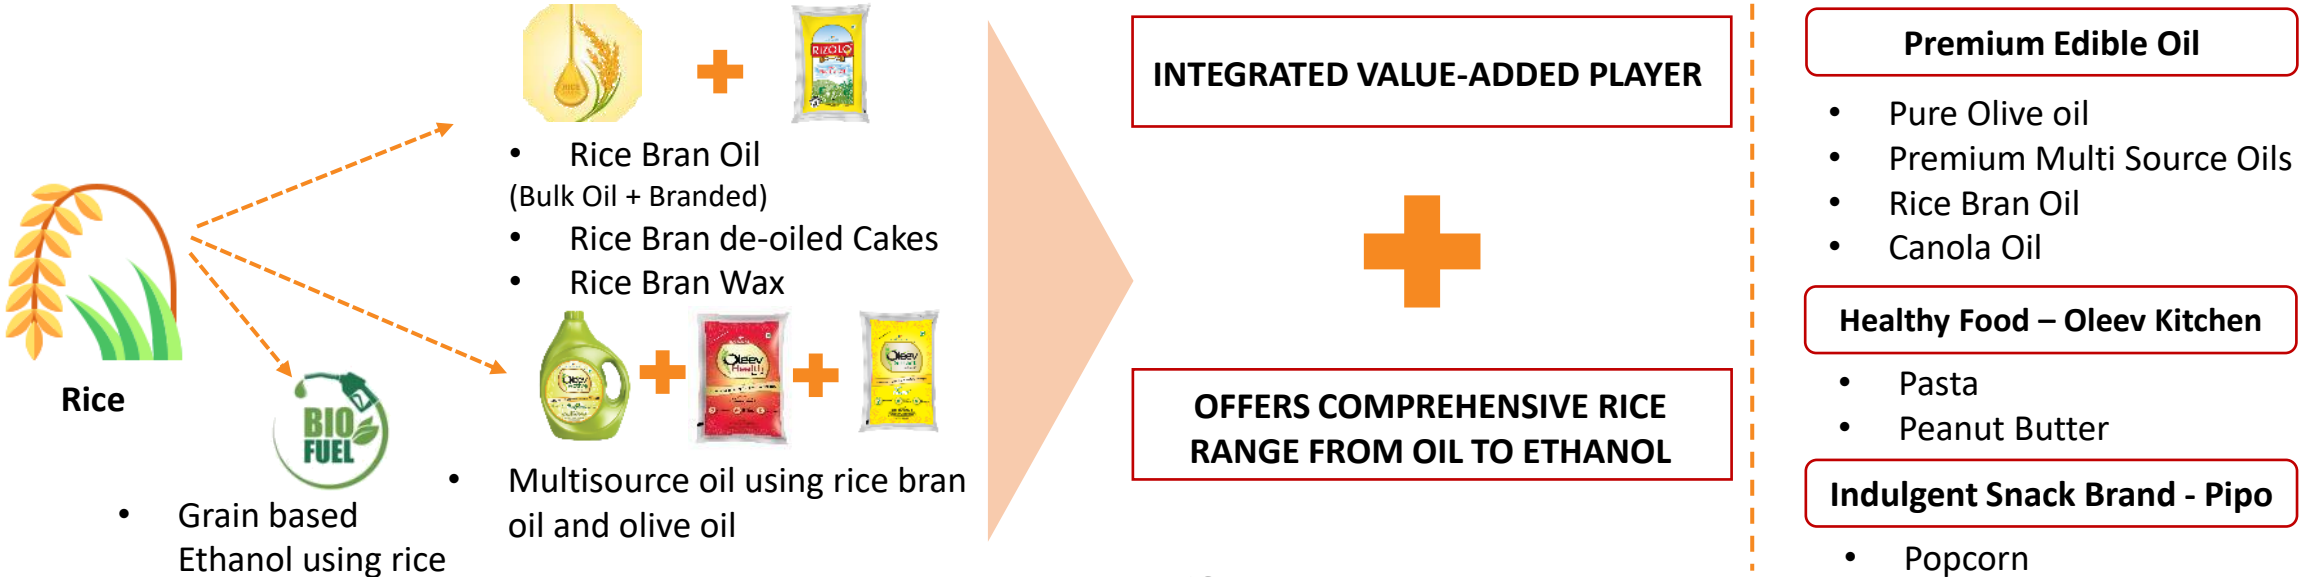 Rice
RICE
RIZOLO
• Rice Bran Oil
(Bulk Oil + Branded)
• Rice Bran de-oiled Cakes
• Rice Bran Wax
Oleev
Health
Oleev
BIO
FUEL
• Grain based
Ethanol using rice
• Multisource oil using rice bran
oil and olive oil
INTEGRATED VALUE-ADDED PLAYER
OFFERS COMPREHENSIVE RICE
RANGE FROM OIL TO ETHANOL
Premium Edible Oil
• Pure Olive oil
• Premium Multi Source Oils
• Rice Bran Oil
• Canola Oil
Healthy Food – Oleev Kitchen
• Pasta
• Peanut Butter
Indulgent Snack Brand - Pipo
• Popcorn